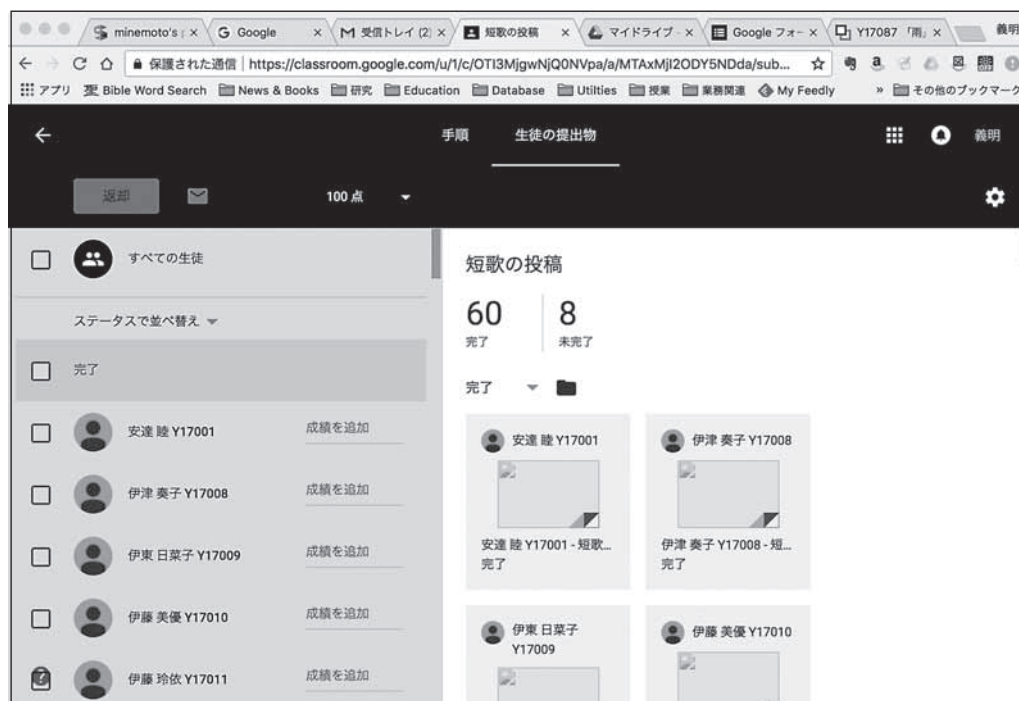 minemoto's
Google
受信トレイ (2)
短歌の投稿
マイドライブ -
Google フォー
Y17087 「雨」
義明
保護された通信 https://classroom.google.com/u/1/c/OTI3MjgwNjQ0NVpa/a/MTAxMjI2ODY5NDda/sub...
アプリ Bible Word Search News & Books 研究 Education Database Utilties 授業 業務関連 My Feedly » その他のブックマーク
手順 生徒の提出物 義明
返却 100 点
すべての生徒
ステータスで並べ替え
完了
安達 睦 Y17001 成績を追加
伊津 奏子 Y17008 成績を追加
伊東 日菜子 Y17009 成績を追加
伊藤 美優 Y17010 成績を追加
伊藤 玲依 Y17011 成績を追加
短歌の投稿
60 8
完了 未完了
完了
安達 睦 Y17001 伊津 奏子 Y17008
安達 睦 Y17001 - 短歌... 伊津 奏子 Y17008 - 短...
完了 完了
伊東 日菜子 伊藤 美優 Y17010
Y17009